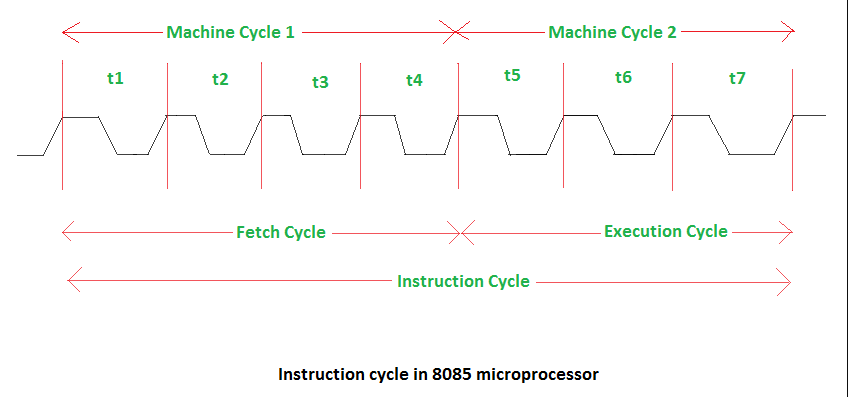 Machine Cycle 1 Machine Cycle 2
t1 t2 t3 t4 t5 t6 t7
Fetch Cycle Execution Cycle
Instruction Cycle
Instruction cycle in 8085 microprocessor